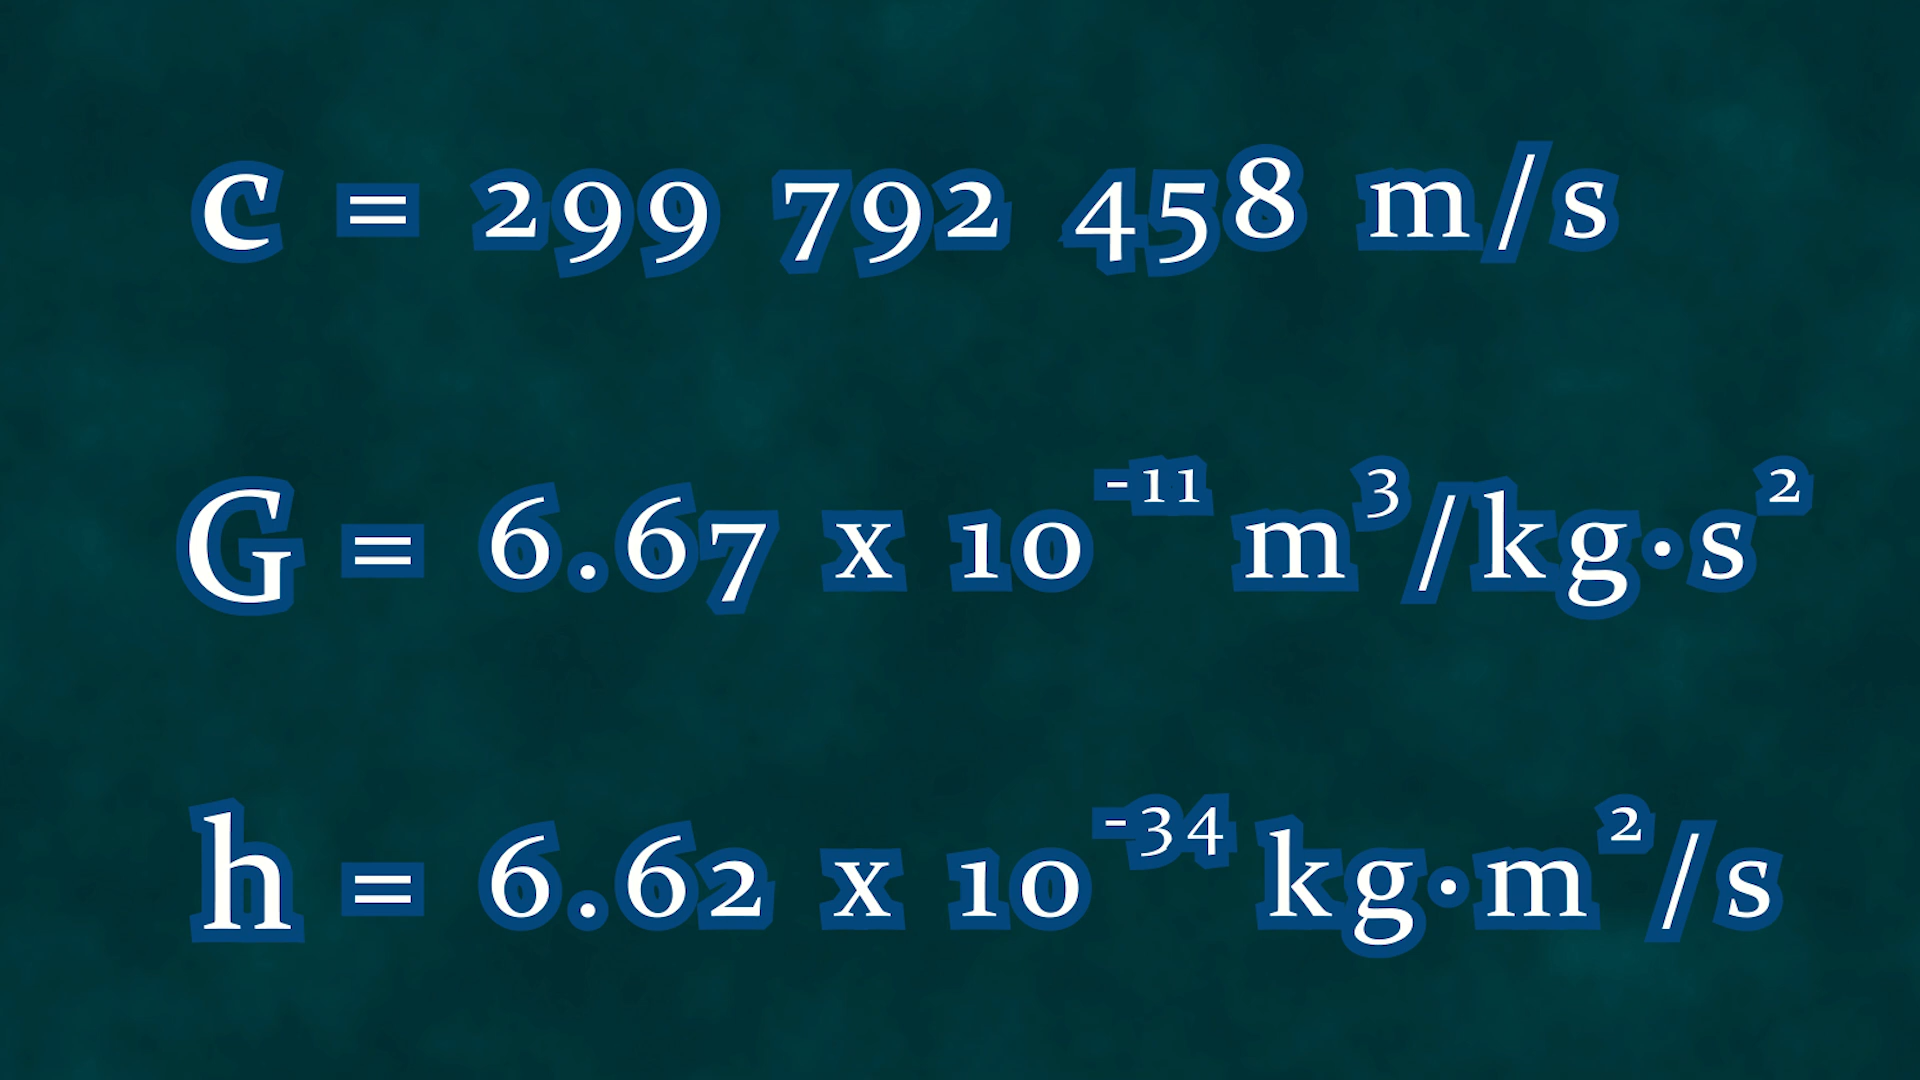 c = 299 792 458 m/s
G = 6.67 x 10⁻¹¹ m³/kg·s²
h = 6.62 x 10⁻³⁴ kg·m²/s